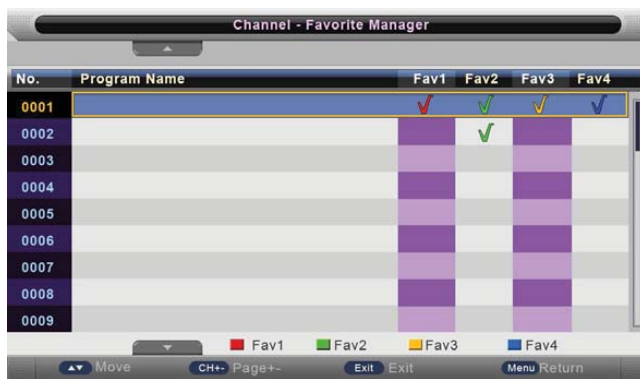 Channel - Favorite Manager
No. Program Name Fav1 Fav2 Fav3 Fav4
0001
0002
0003
0004
0005
0006
0007
0008
0009
Fav1 Fav2 Fav3 Fav4
Move CH+- Page+- Exit Exit Menu Return